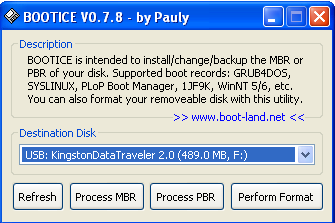 BOOTICE V0.7.8 - by Pauly
Description
BOOTICE is intended to install/change/backup the MBR or
PBR of your disk. Supported boot records: GRUB4DOS,
SYSLINUX, PLoP Boot Manager, 1JF9K, WinNT 5/6, etc.
You can also format your removeable disk with this utility.
>> www.boot-land.net <<
Destination Disk
USB: KingstonDataTraveler 2.0 (489.0 MB, F:)
Refresh Process MBR Process PBR Perform Format